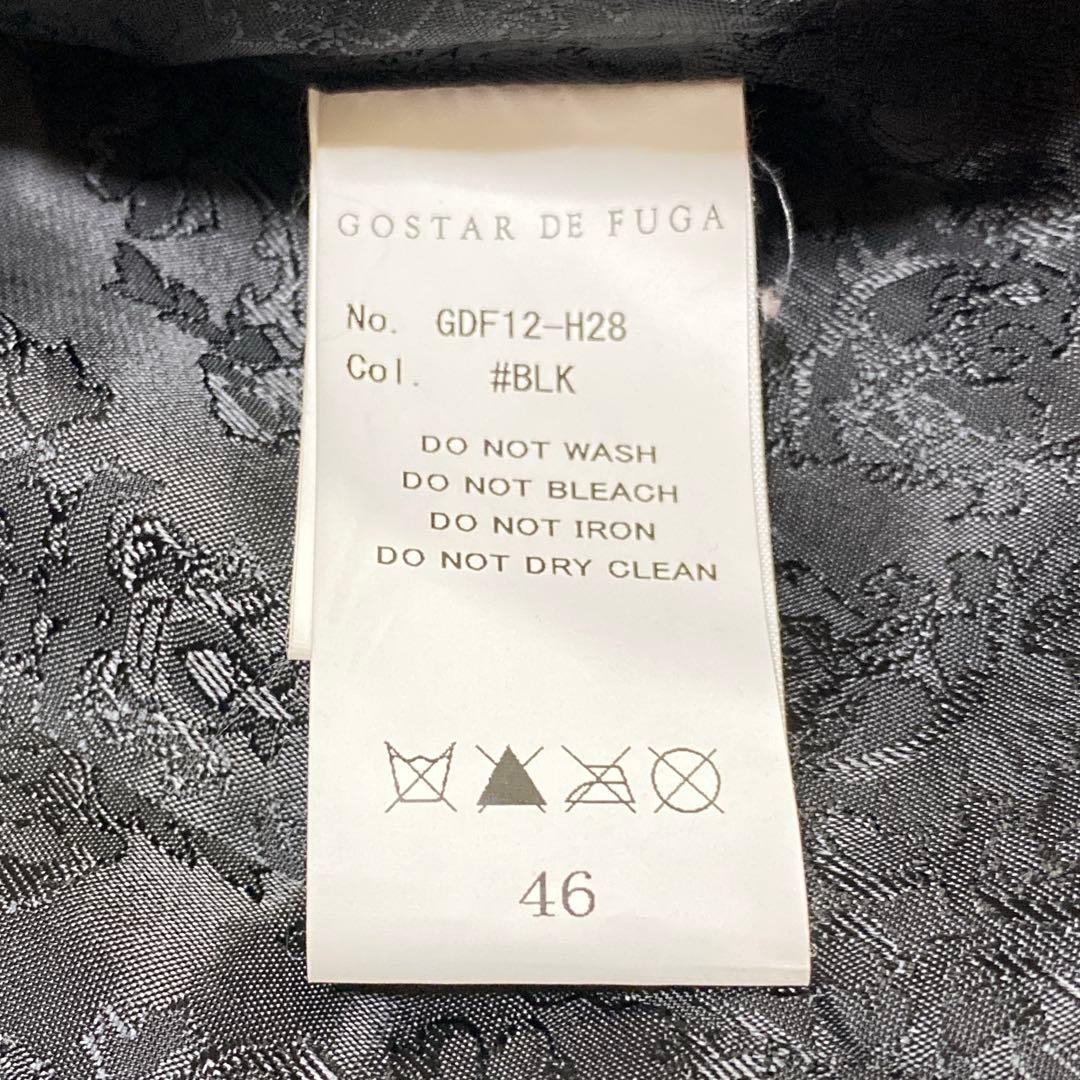 GOSTAR DE FUGA
No. GDF12-H28
Col. #BLK
DO NOT WASH
DO NOT BLEACH
DO NOT IRON
DO NOT DRY CLEAN
46